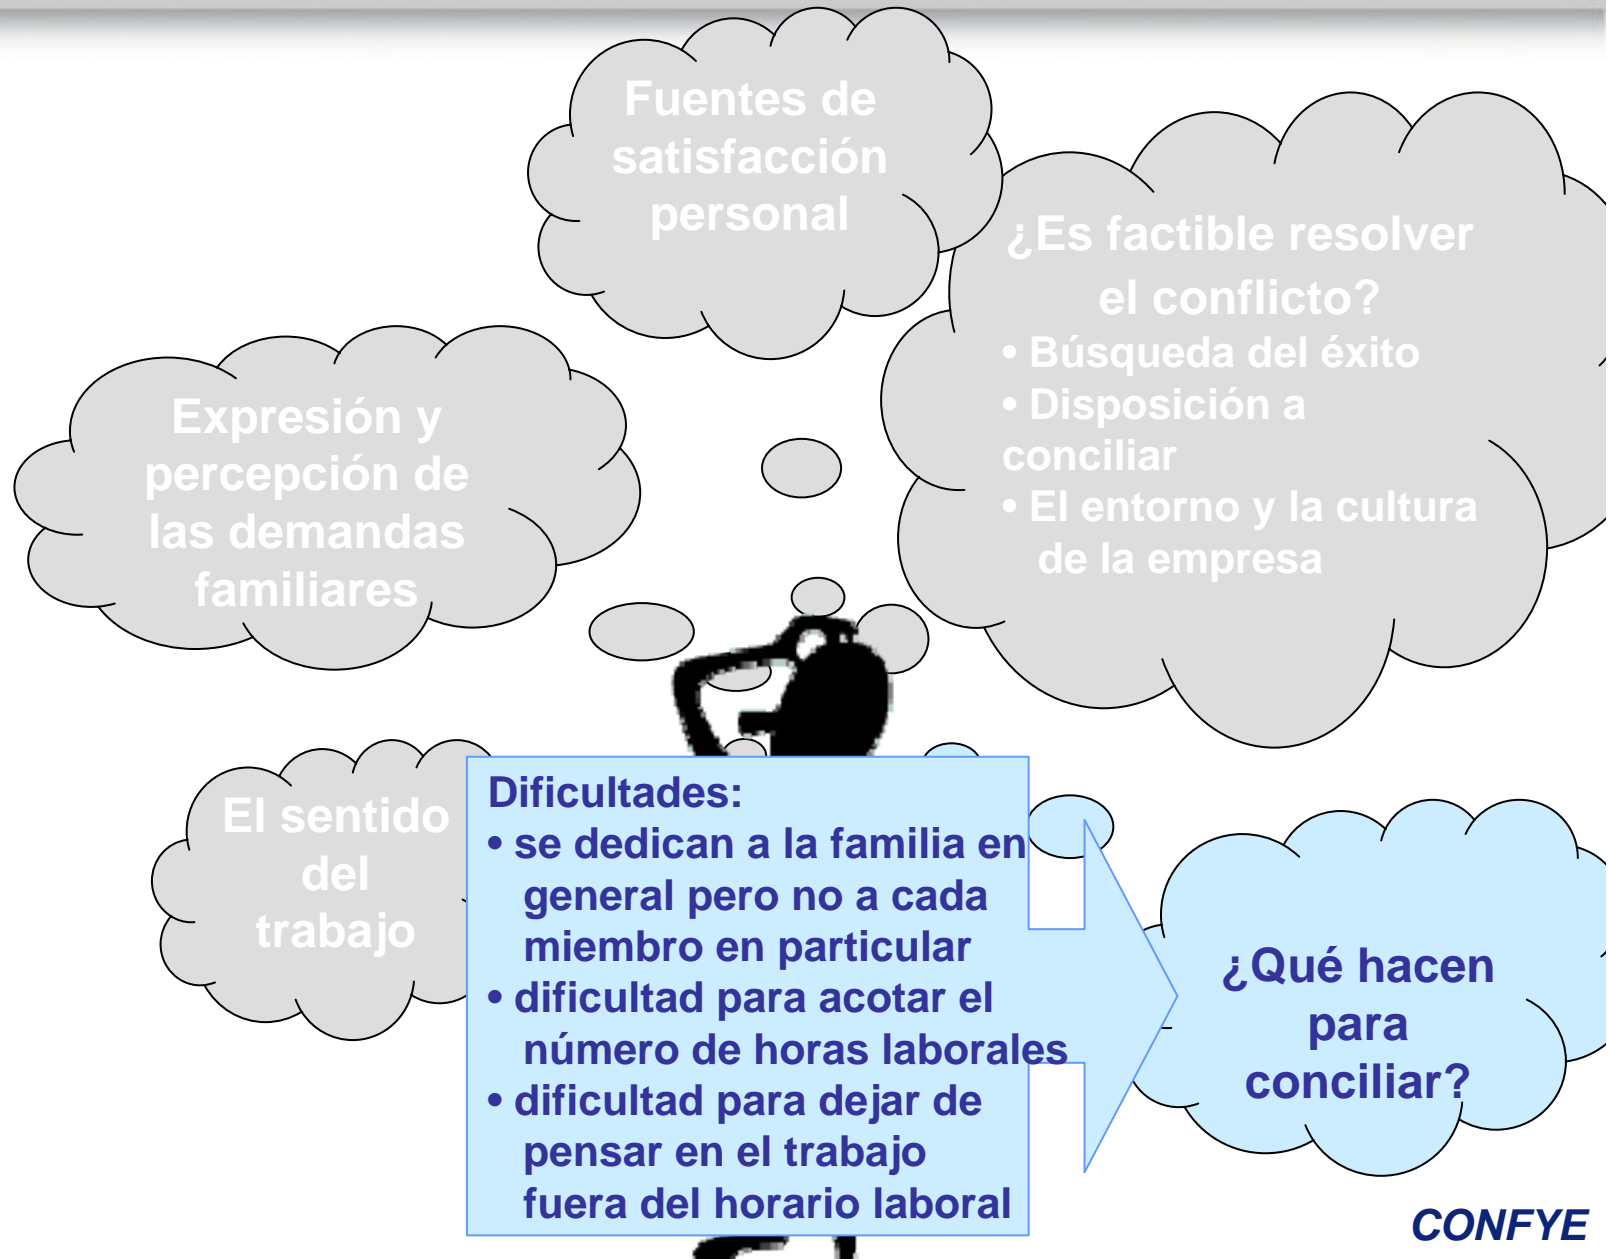 Fuentes de
satisfacción
personal
¿Es factible resolver
el conflicto?
• Búsqueda del éxito
• Disposición a
conciliar
• El entorno y la cultura
de la empresa
Expresión y
percepción de
las demandas
familiares
El sentido
del
trabajo
Dificultades:
• se dedican a la familia en
general pero no a cada
miembro en particular
• dificultad para acotar el
número de horas laborales
• dificultad para dejar de
pensar en el trabajo
fuera del horario laboral
¿Qué hacen
para
conciliar?
CONFYE